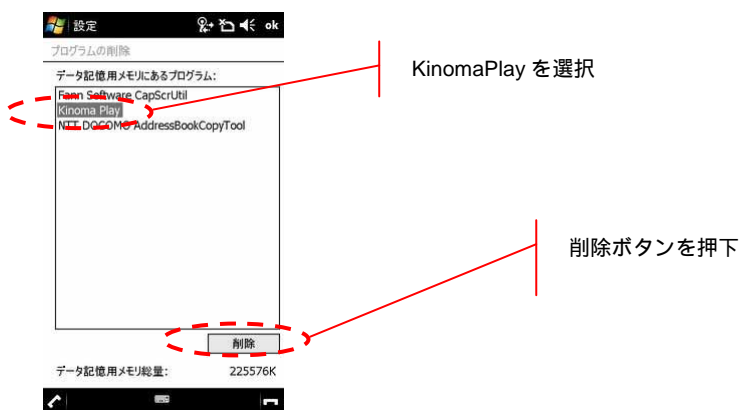 設定 ok
プログラムの削除
データ記憶用メモリにあるプログラム:
Fann Software CapScrUtil
Kinoma Play
NTT DOCOMO AddressBookCopyTool
KinomaPlay を選択
削除ボタンを押下
削除
データ記憶用メモリ総量: 225576K